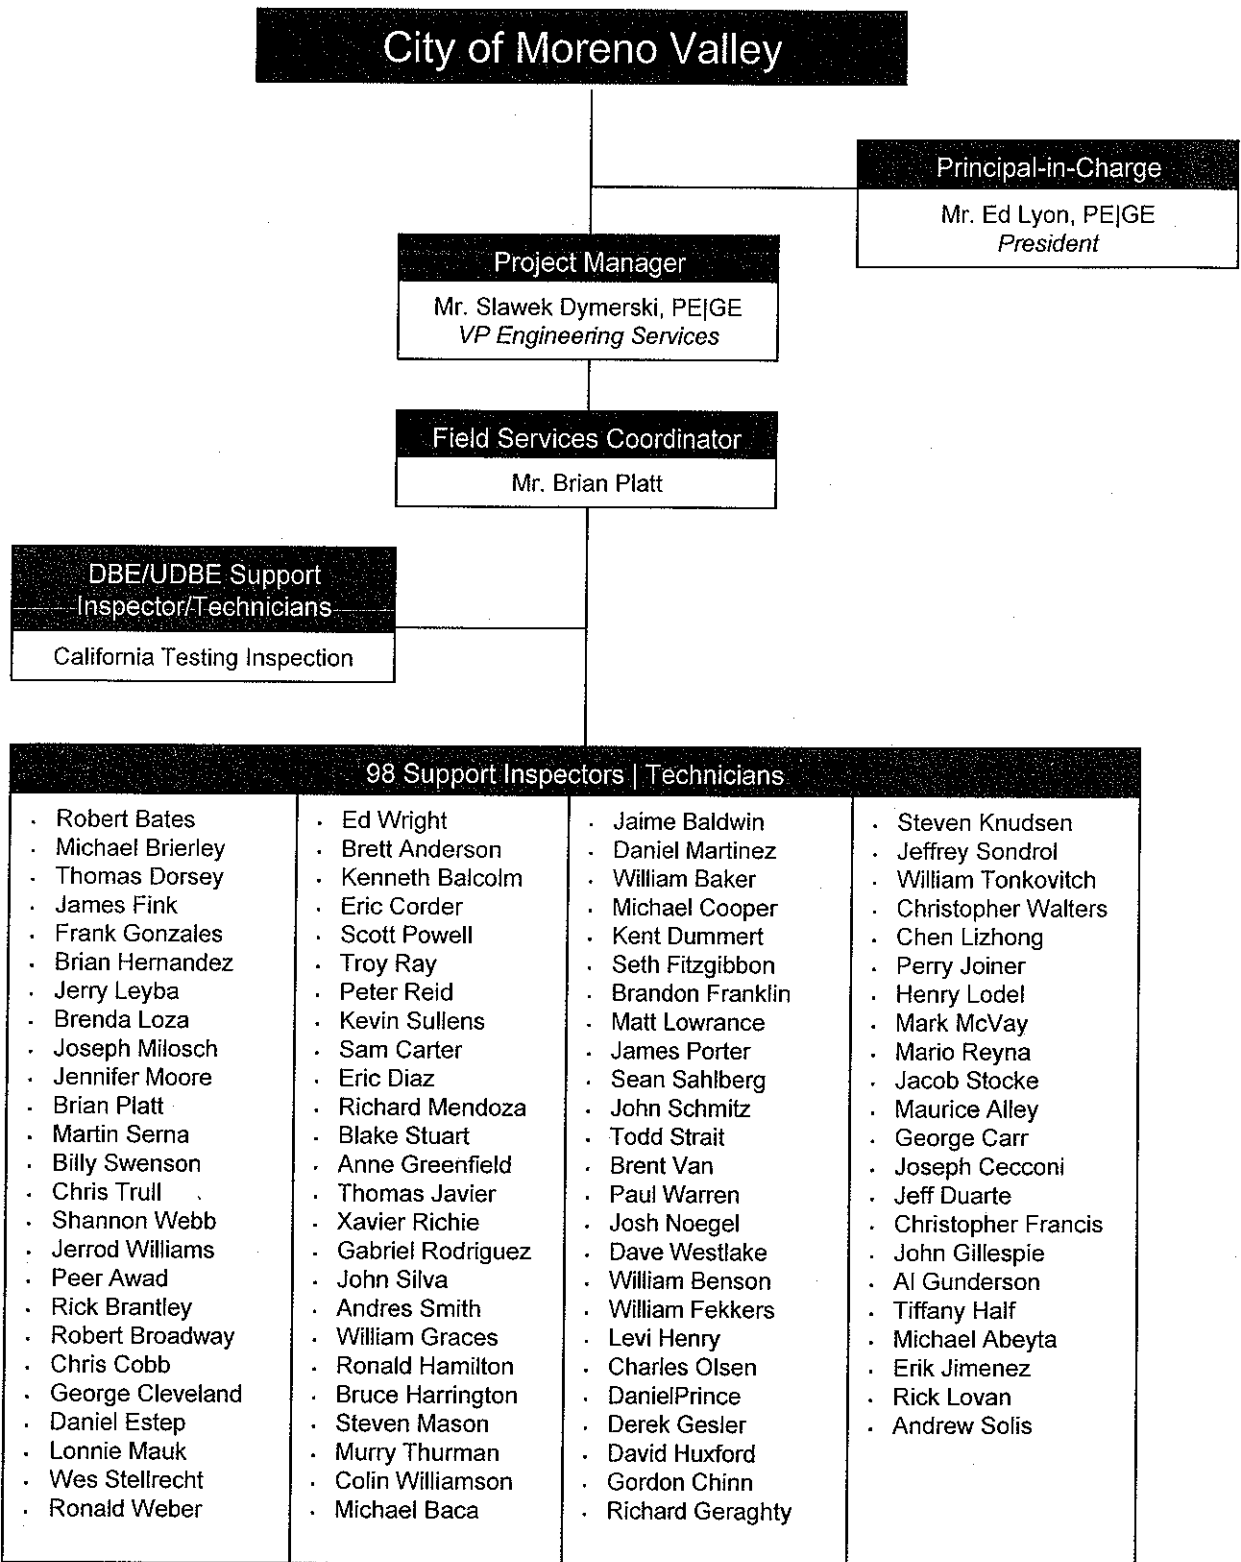 City of Moreno Valley
Principal-in-Charge
Mr. Ed Lyon, PE|GE
President
Project Manager
Mr. Slawek Dymerski, PE|GE
VP Engineering Services
Field Services Coordinator
Mr. Brian Platt
DBE/UDBE Support
Inspector/Technicians
California Testing Inspection
98 Support Inspectors | Technicians
· Robert Bates
· Michael Brierley
· Thomas Dorsey
· James Fink
· Frank Gonzales
· Brian Hernandez
· Jerry Leyba
· Brenda Loza
· Joseph Milosch
· Jennifer Moore
· Brian Platt
· Martin Serna
· Billy Swenson
· Chris Trull
· Shannon Webb
· Jerrod Williams
· Peer Awad
· Rick Brantley
· Robert Broadway
· Chris Cobb
· George Cleveland
· Daniel Estep
· Lonnie Mauk
· Wes Stellrecht
· Ronald Weber
· Ed Wright
· Brett Anderson
· Kenneth Balcolm
· Eric Corder
· Scott Powell
· Troy Ray
· Peter Reid
· Kevin Sullens
· Sam Carter
· Eric Diaz
· Richard Mendoza
· Blake Stuart
· Anne Greenfield
· Thomas Javier
· Xavier Richie
· Gabriel Rodriguez
· John Silva
· Andres Smith
· William Graces
· Ronald Hamilton
· Bruce Harrington
· Steven Mason
· Murry Thurman
· Colin Williamson
· Michael Baca
· Jaime Baldwin
· Daniel Martinez
· William Baker
· Michael Cooper
· Kent Dummert
· Seth Fitzgibbon
· Brandon Franklin
· Matt Lowrance
· James Porter
· Sean Sahlberg
· John Schmitz
· Todd Strait
· Brent Van
· Paul Warren
· Josh Noegel
· Dave Westlake
· William Benson
· William Fekkers
· Levi Henry
· Charles Olsen
· DanielPrince
· Derek Gesler
· David Huxford
· Gordon Chinn
· Richard Geraghty
· Steven Knudsen
· Jeffrey Sondrol
· William Tonkovitch
· Christopher Walters
· Chen Lizhong
· Perry Joiner
· Henry Lodel
· Mark McVay
· Mario Reyna
· Jacob Stocke
· Maurice Alley
· George Carr
· Joseph Cecconi
· Jeff Duarte
· Christopher Francis
· John Gillespie
· Al Gunderson
· Tiffany Half
· Michael Abeyta
· Erik Jimenez
· Rick Lovan
· Andrew Solis